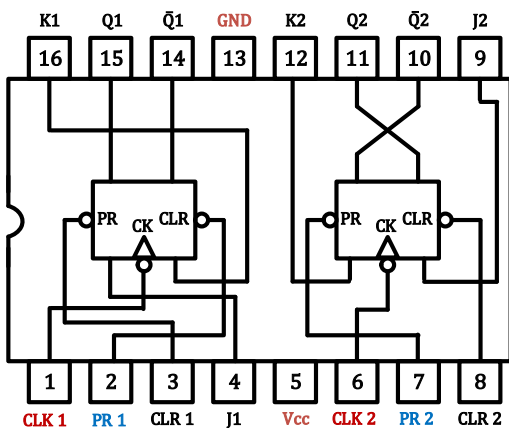 K1 Q1 Q̄1 GND K2 Q2 Q̄2 J2
16 15 14 13 12 11 10 9
PR CLR PR CLR
CK CK
1 2 3 4 5 6 7 8
CLK 1 PR 1 CLR 1 J1 Vcc CLK 2 PR 2 CLR 2